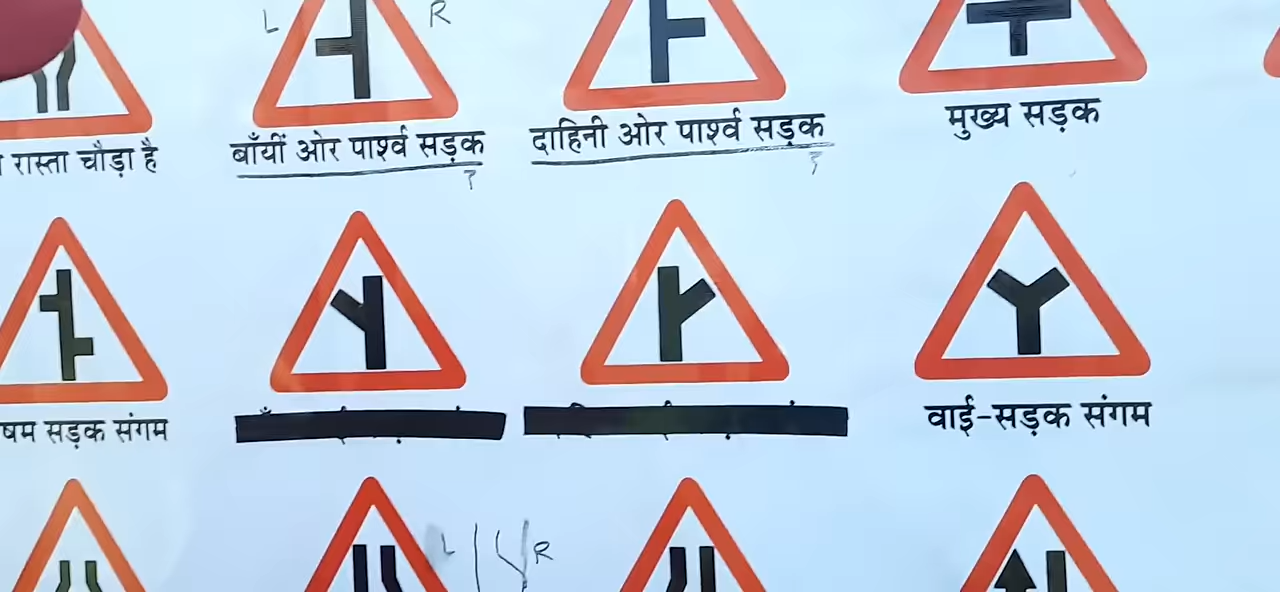 L R
रास्ता चौड़ा है
बाँयीं ओर पार्श्व सड़क
दाहिनी ओर पार्श्व सड़क
मुख्य सड़क
सड़क संगम
वाई-सड़क संगम
L R